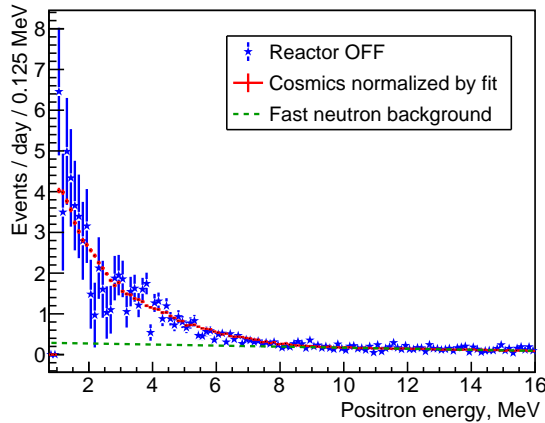 Events / day / 0.125 MeV
8
7
6
5
4
3
2
1
0
Reactor OFF
Cosmics normalized by fit
Fast neutron background
2 4 6 8 10 12 14 16
Positron energy, MeV